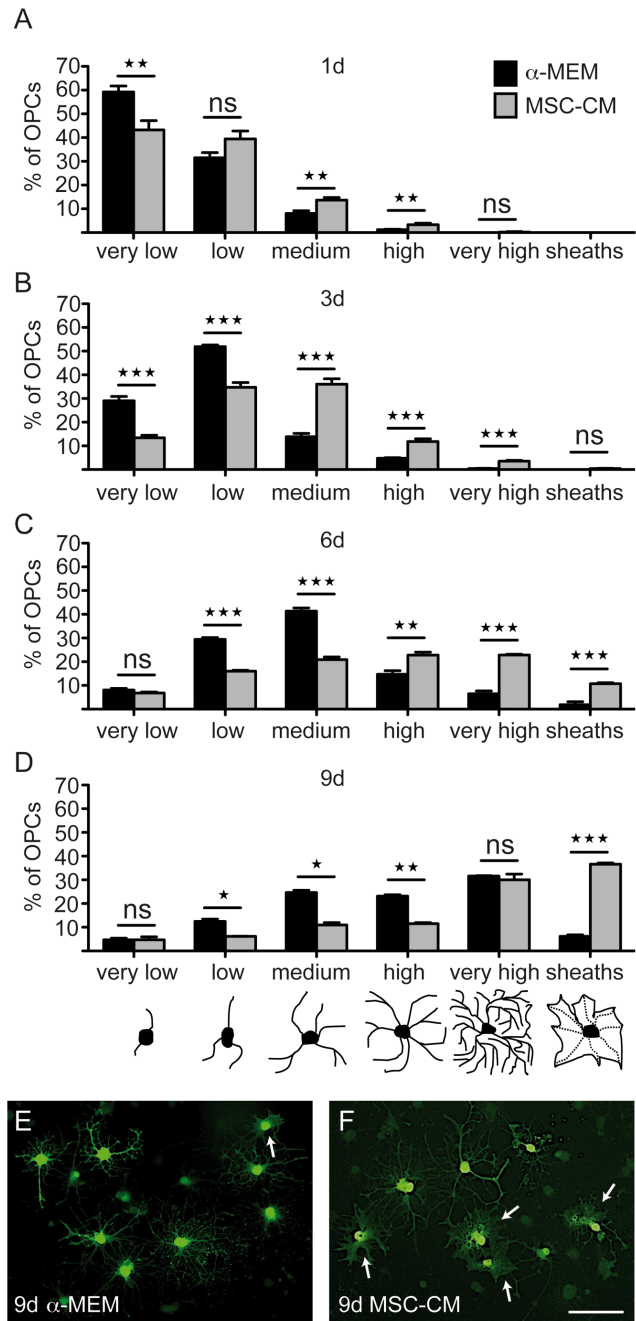 A
1d
α-MEM
MSC-CM
% of OPCs
70
60
50
40
30
20
10
★★
ns
★★
★★
ns
very low low medium high very high sheaths
B
3d
% of OPCs
70
60
50
40
30
20
10
★★★
★★★
★★★
★★★
★★★
ns
very low low medium high very high sheaths
C
6d
% of OPCs
70
60
50
40
30
20
10
ns
★★★
★★★
★★
★★★
★★★
very low low medium high very high sheaths
D
9d
% of OPCs
70
60
50
40
30
20
10
ns
★
★
★★
ns
★★★
very low low medium high very high sheaths
E
9d α-MEM
F
9d MSC-CM